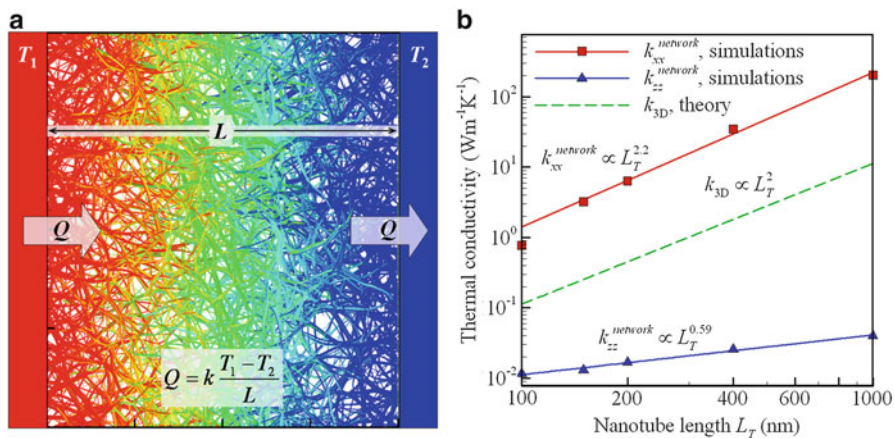 a
T₁
T₂
L
Q
Q
Q = k (T₁ − T₂) / L
b
k_xx^network, simulations
k_zz^network, simulations
k_3D, theory
Thermal conductivity (Wm⁻¹K⁻¹)
10²
10¹
10⁰
10⁻¹
10⁻²
k_xx^network ∝ L_T^2.2
k_3D ∝ L_T^2
k_zz^network ∝ L_T^0.59
100 200 400 600 1000
Nanotube length L_T (nm)